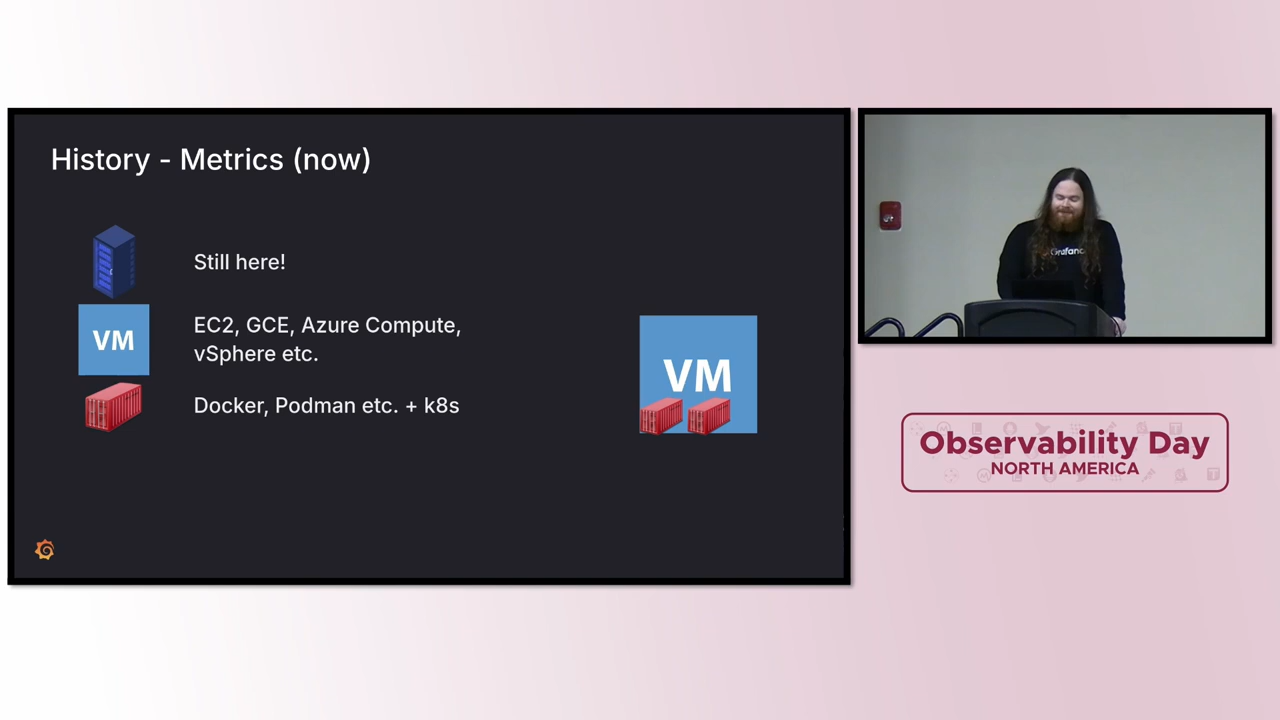 History - Metrics (now)
Still here!
VM
EC2, GCE, Azure Compute,
vSphere etc.
Docker, Podman etc. + k8s
VM
Grafana
Observability Day
NORTH AMERICA